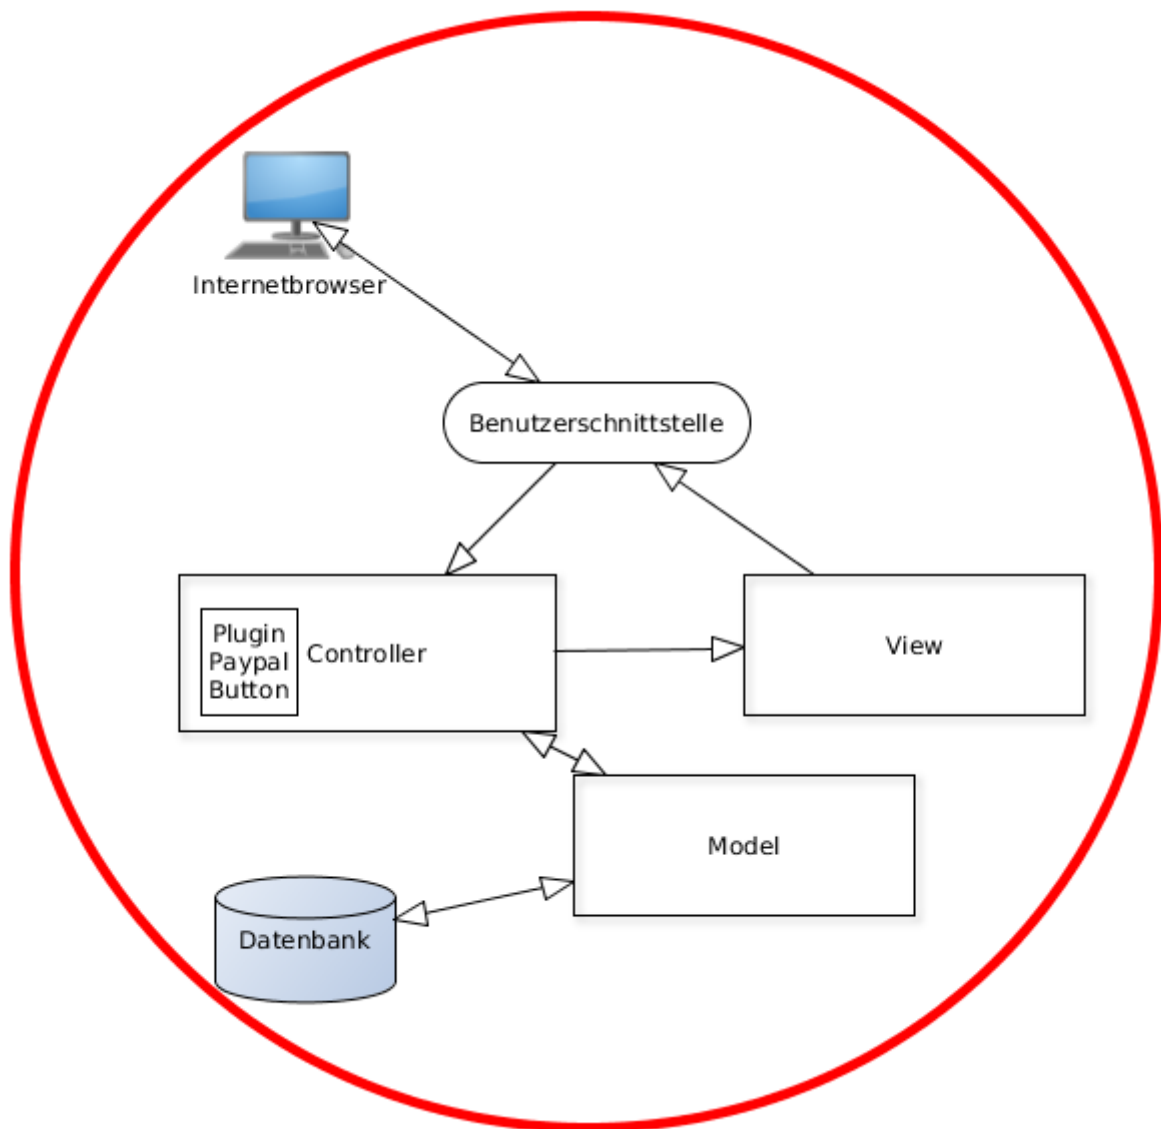 Internetbrowser
Benutzerschnittstelle
Plugin
Paypal
Button
Controller
View
Model
Datenbank